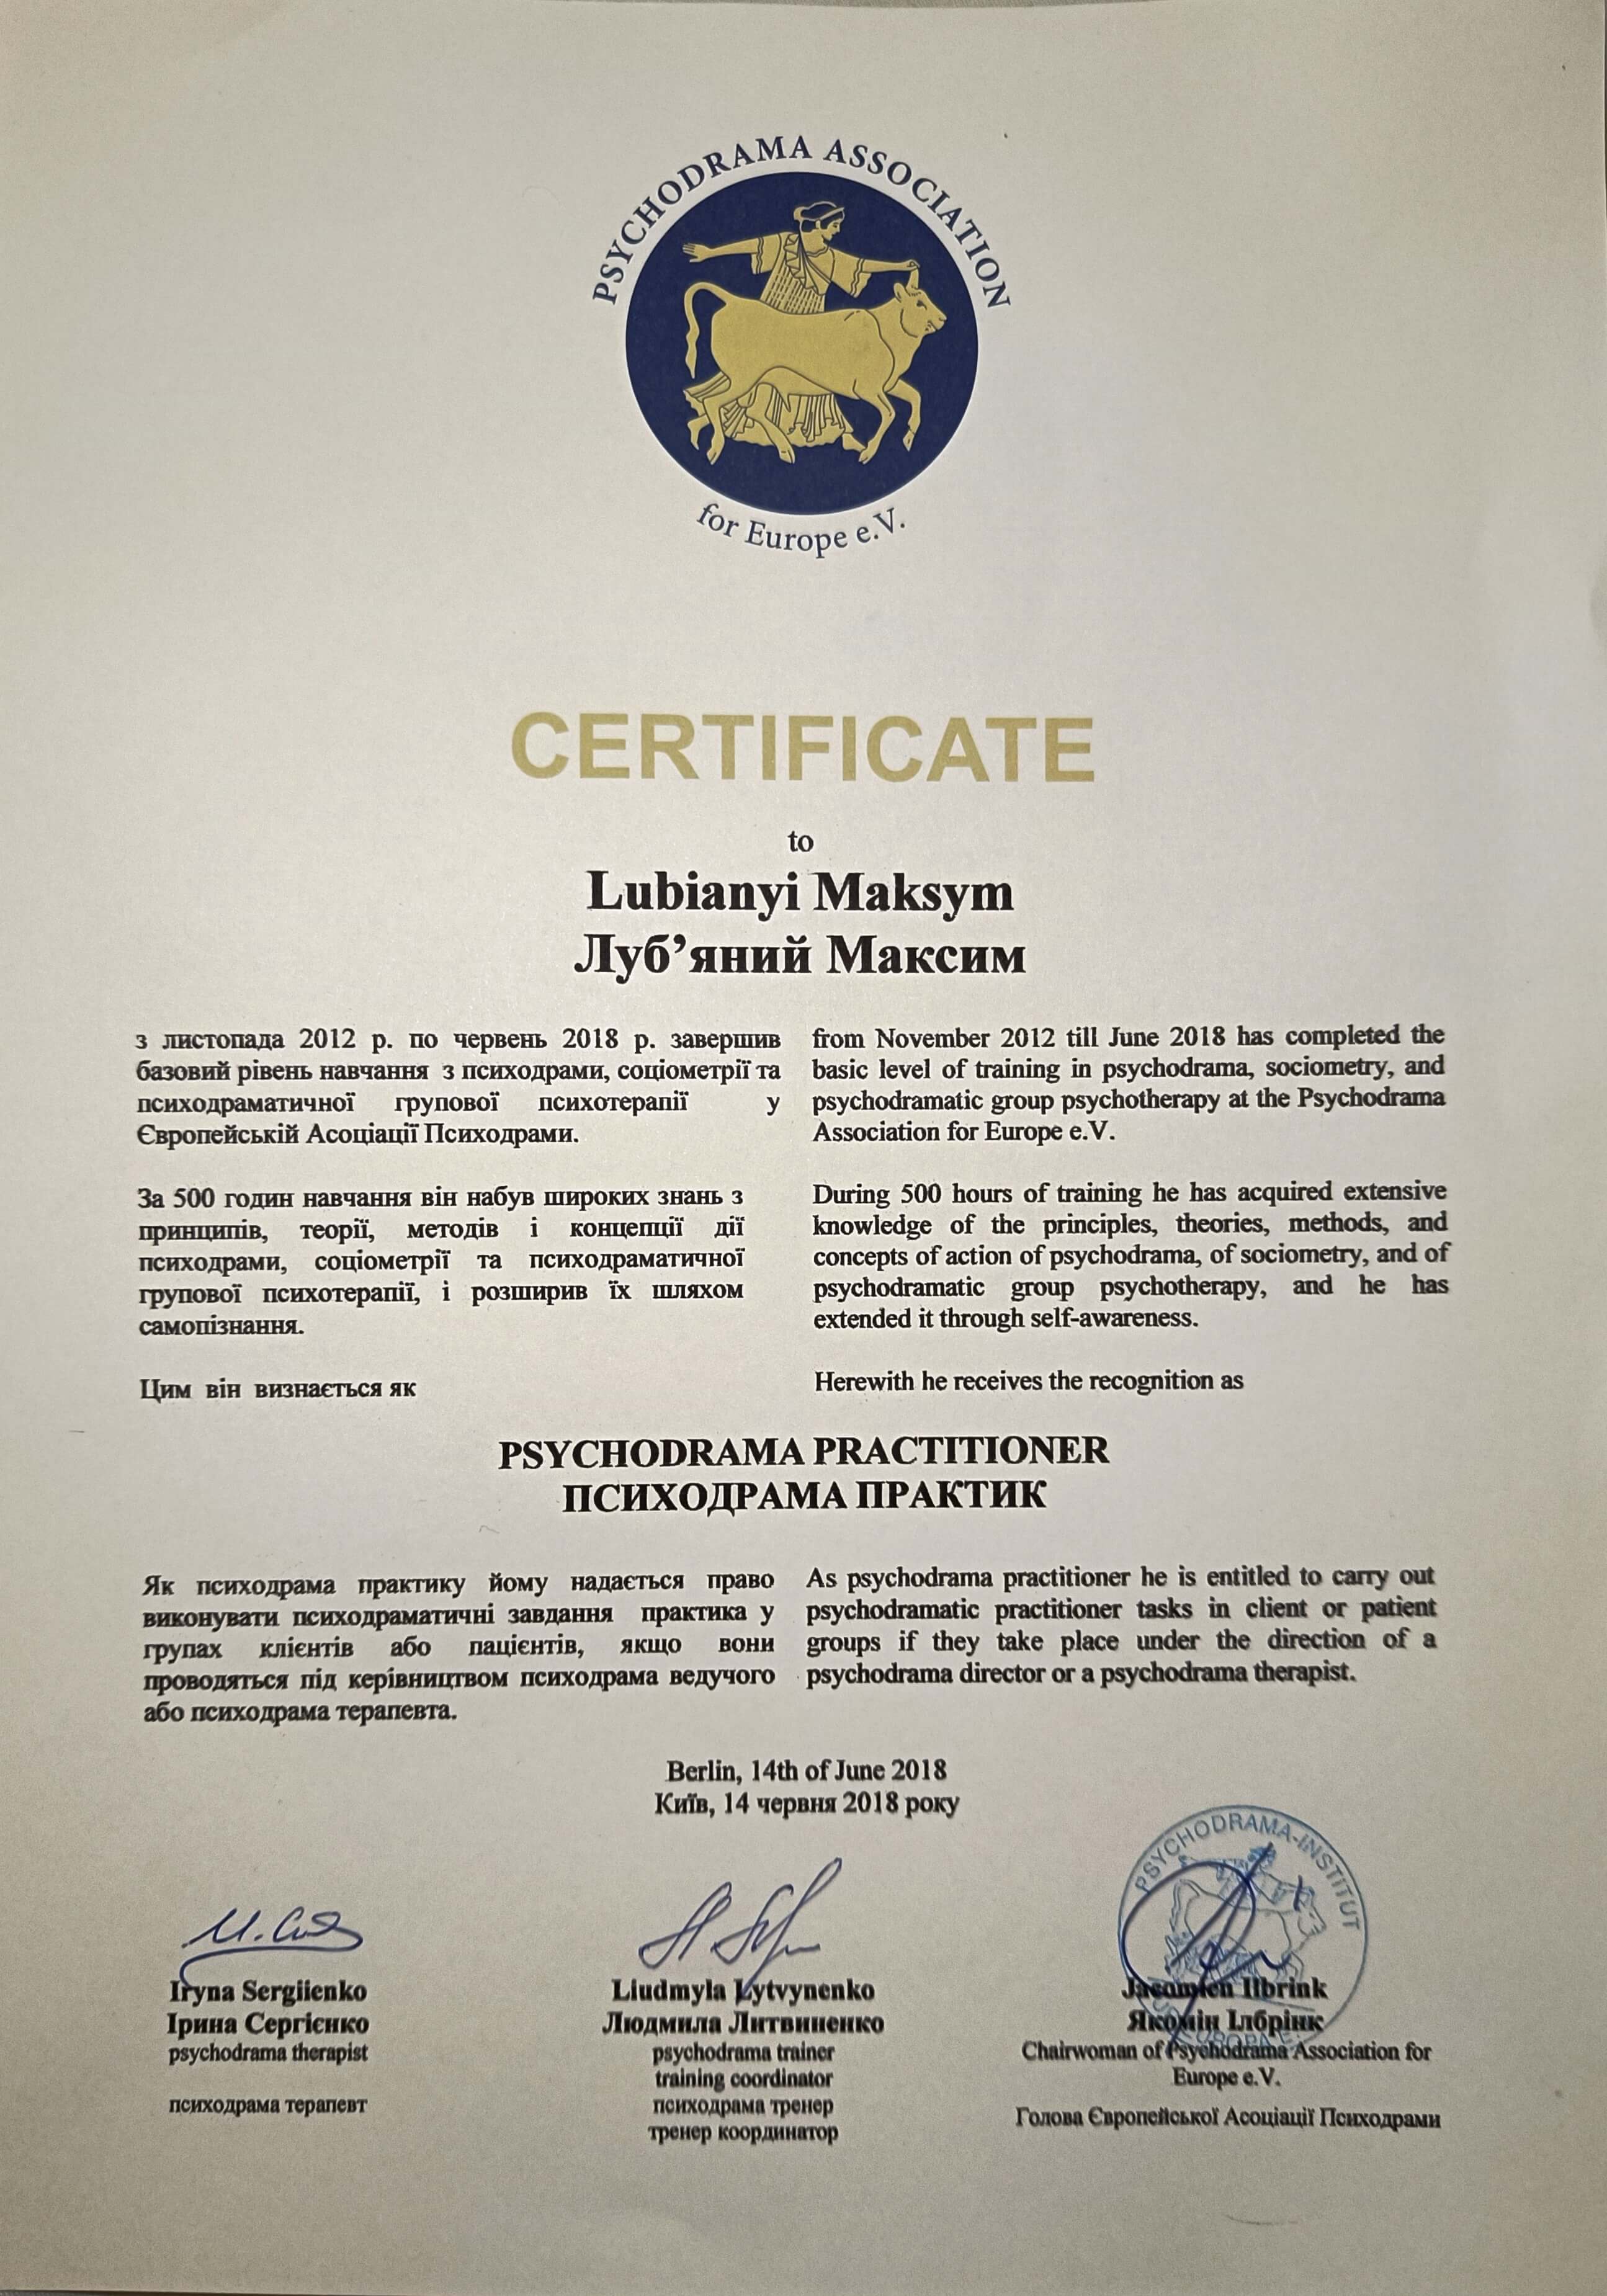 PSYCHODRAMA ASSOCIATION
for Europe e.V.
CERTIFICATE
to
Lubianyi Maksym
Луб’яний Максим
з листопада 2012 р. по червень 2018 р. завершив
базовий рівень навчання з психодрами, соціометрії та
психодраматичної групової психотерапії у
Європейській Асоціації Психодрами.
За 500 годин навчання він набув широких знань з
принципів, теорії, методів і концепції дії
психодрами, соціометрії та психодраматичної
групової психотерапії, і розширив їх шляхом
самопізнання.
Цим він визнається як
from November 2012 till June 2018 has completed the
basic level of training in psychodrama, sociometry, and
psychodramatic group psychotherapy at the Psychodrama
Association for Europe e.V.
During 500 hours of training he has acquired extensive
knowledge of the principles, theories, methods, and
concepts of action of psychodrama, of sociometry, and of
psychodramatic group psychotherapy, and he has
extended it through self-awareness.
Herewith he receives the recognition as
PSYCHODRAMA PRACTITIONER
ПСИХОДРАМА ПРАКТИК
Як психодрама практику йому надається право
виконувати психодраматичні завдання практика у
групах клієнтів або пацієнтів, якщо вони
проводяться під керівництвом психодрама ведучого
або психодрама терапевта.
As psychodrama practitioner he is entitled to carry out
psychodramatic practitioner tasks in client or patient
groups if they take place under the direction of a
psychodrama director or a psychodrama therapist.
Berlin, 14th of June 2018
Київ, 14 червня 2018 року
Iryna Sergiienko
Ірина Сергієнко
psychodrama therapist
психодрама терапевт
Liudmyla Lytvynenko
Людмила Литвиненко
psychodrama trainer
training coordinator
психодрама тренер
тренер координатор
PSYCHODRAMA-INSTITUT
Jacomien Ilbrink
Якомін Ілбрінк
Chairwoman of Psychodrama Association for
Europe e.V.
Голова Європейської Асоціації Психодрами